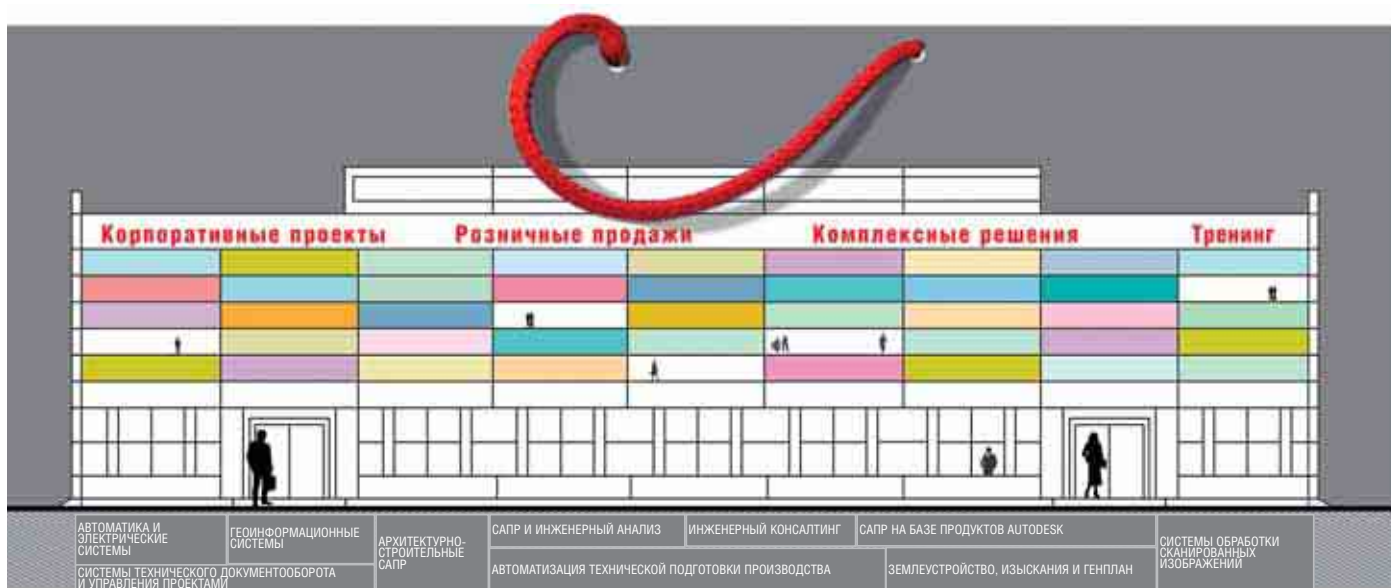 Корпоративные проекты Розничные продажи Комплексные решения Тренинг
АВТОМАТИКА И
ЭЛЕКТРИЧЕСКИЕ
СИСТЕМЫ
ГЕОИНФОРМАЦИОННЫЕ
СИСТЕМЫ
СИСТЕМЫ ТЕХНИЧЕСКОГО ДОКУМЕНТООБОРОТА
И УПРАВЛЕНИЯ ПРОЕКТАМИ
АРХИТЕКТУРНО-
СТРОИТЕЛЬНЫЕ
САПР
САПР И ИНЖЕНЕРНЫЙ АНАЛИЗ
ИНЖЕНЕРНЫЙ КОНСАЛТИНГ
САПР НА БАЗЕ ПРОДУКТОВ AUTODESK
АВТОМАТИЗАЦИЯ ТЕХНИЧЕСКОЙ ПОДГОТОВКИ ПРОИЗВОДСТВА
ЗЕМЛЕУСТРОЙСТВО, ИЗЫСКАНИЯ И ГЕНПЛАН
СИСТЕМЫ ОБРАБОТКИ
СКАНИРОВАННЫХ
ИЗОБРАЖЕНИЙ